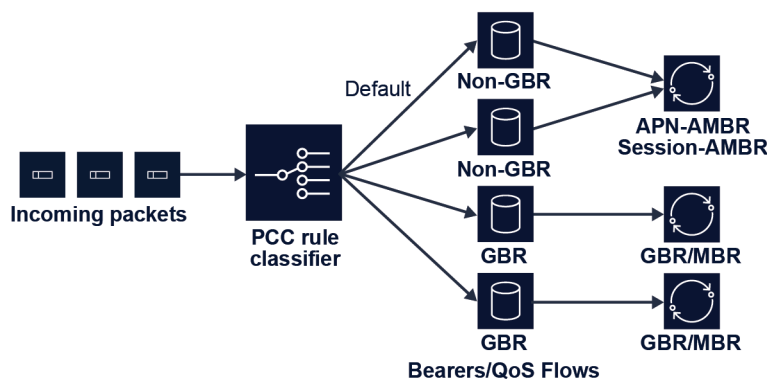 Default
Non-GBR
APN-AMBR
Session-AMBR
Non-GBR
Incoming packets
PCC rule
classifier
GBR
GBR/MBR
GBR
GBR/MBR
Bearers/QoS Flows